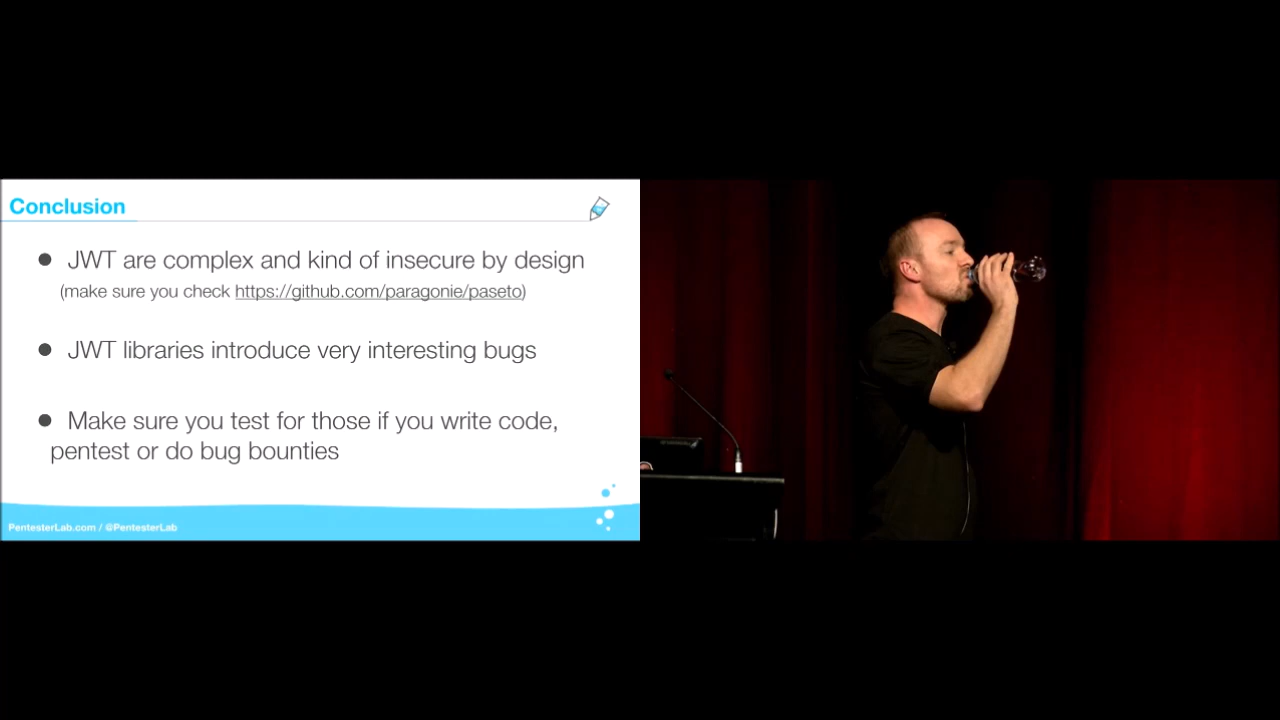 Conclusion
● JWT are complex and kind of insecure by design
(make sure you check https://github.com/paragonie/paseto)
● JWT libraries introduce very interesting bugs
● Make sure you test for those if you write code,
pentest or do bug bounties
PentesterLab.com / @PentesterLab